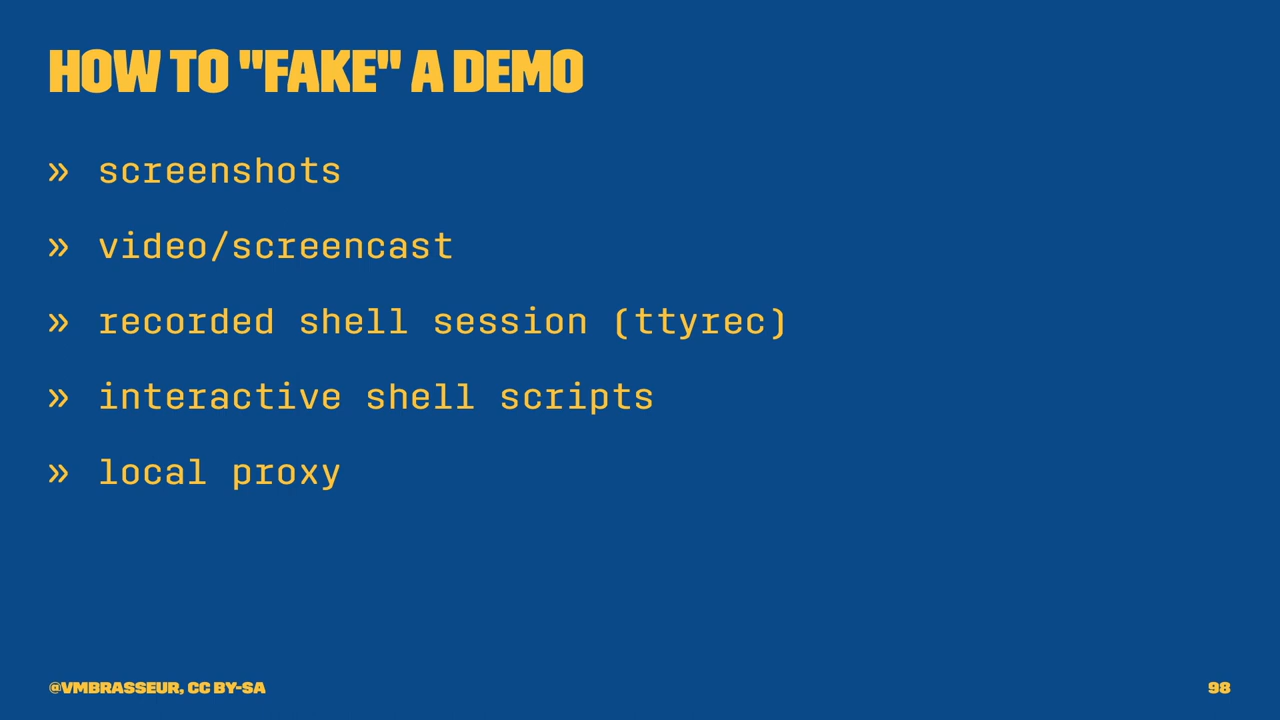 HOW TO "FAKE" A DEMO
» screenshots
» video/screencast
» recorded shell session (ttyrec)
» interactive shell scripts
» local proxy
@VMBRASSEUR, CC BY-SA
98